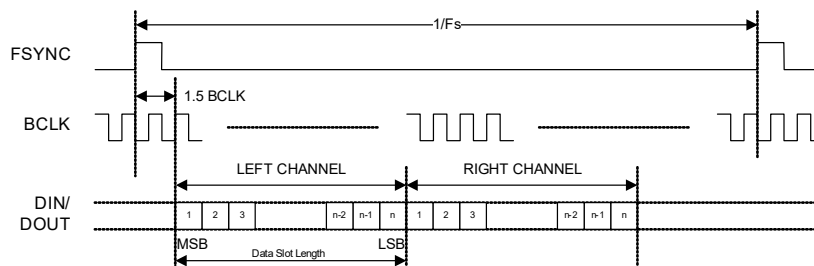 1/Fs
FSYNC
1.5 BCLK
BCLK
LEFT CHANNEL
RIGHT CHANNEL
DIN/
DOUT
1 2 3 n-2 n-1 n 1 2 3 n-2 n-1 n
MSB LSB
Data Slot Length